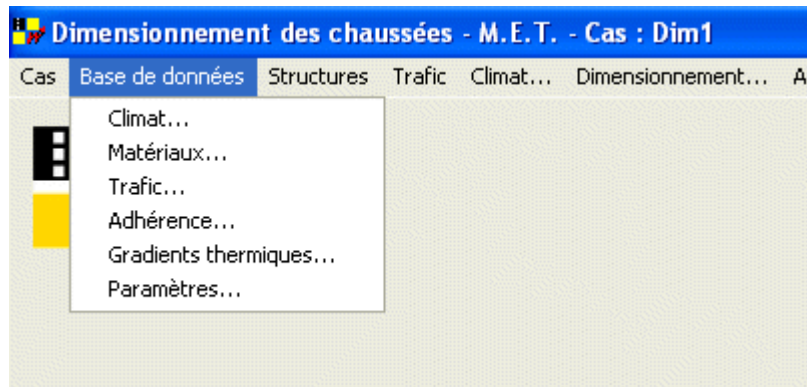 Dimensionnement des chaussées - M.E.T. - Cas : Dim1
Cas Base de données Structures Trafic Climat... Dimensionnement... A
Climat...
Matériaux...
Trafic...
Adhérence...
Gradients thermiques...
Paramètres...